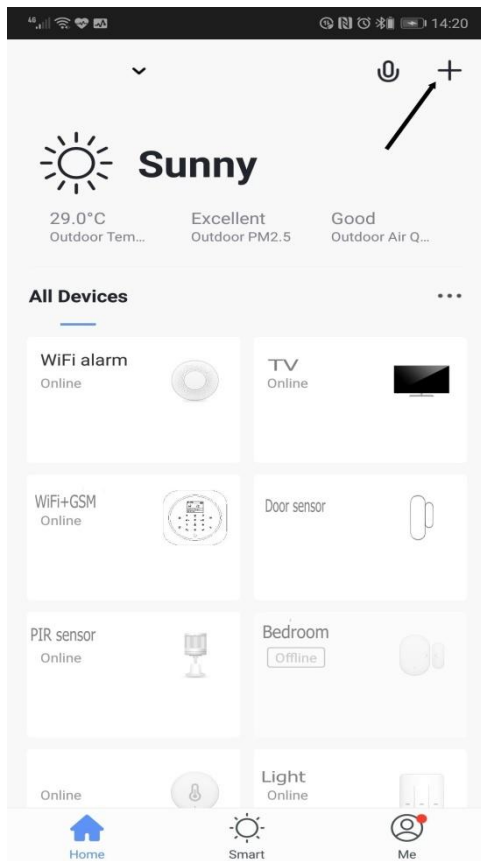 46 14:20
Sunny
29.0°C Excellent Good
Outdoor Tem... Outdoor PM2.5 Outdoor Air Q...
All Devices
WiFi alarm TV
Online Online
WiFi+GSM Door sensor
Online
PIR sensor Bedroom
Online Offline
Light
Online Online
Home Smart Me